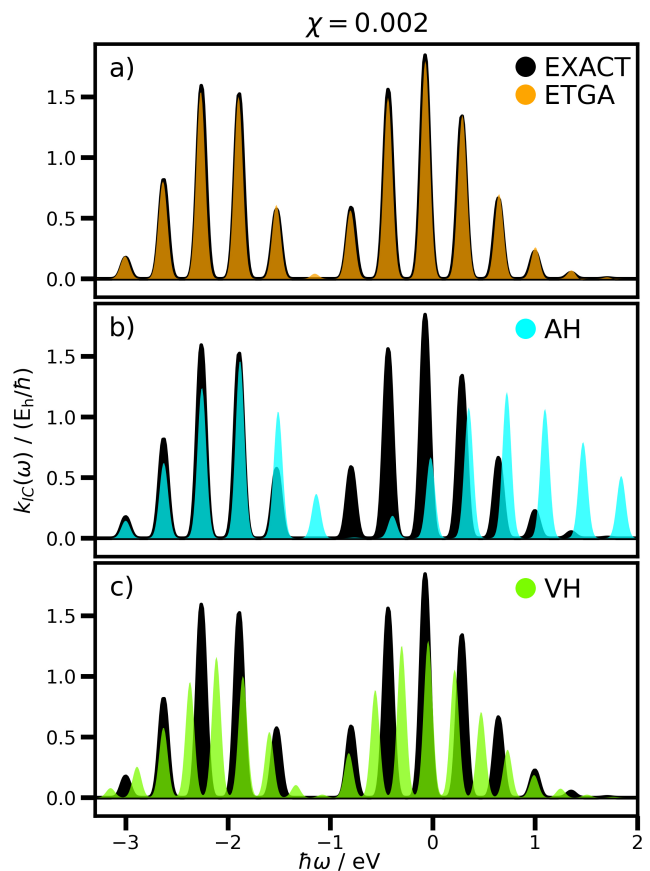 χ = 0.002
a)
EXACT
ETGA
1.5
1.0
0.5
0.0
b)
AH
1.5
1.0
0.5
0.0
k_IC(ω) / (E_h/ℏ)
c)
VH
1.5
1.0
0.5
0.0
−3 −2 −1 0 1 2
ℏω / eV